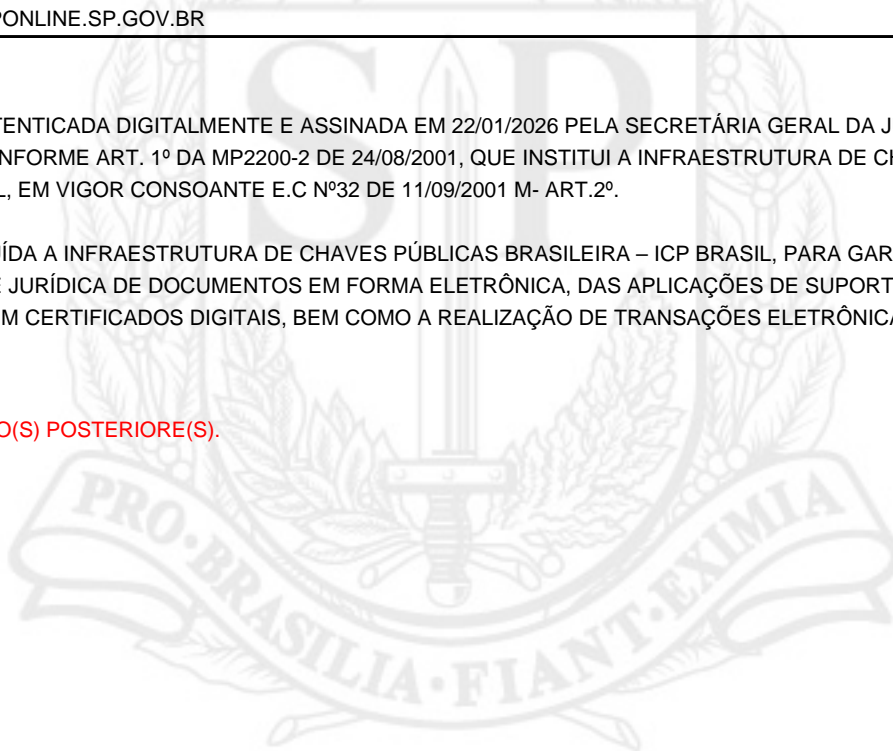 PONLINE.SP.GOV.BR
TENTICADA DIGITALMENTE E ASSINADA EM 22/01/2026 PELA SECRETÁRIA GERAL DA J
NFORME ART. 1º DA MP2200-2 DE 24/08/2001, QUE INSTITUI A INFRAESTRUTURA DE CH
L, EM VIGOR CONSOANTE E.C Nº32 DE 11/09/2001 M- ART.2º.
UÍDA A INFRAESTRUTURA DE CHAVES PÚBLICAS BRASILEIRA – ICP BRASIL, PARA GAR
E JURÍDICA DE DOCUMENTOS EM FORMA ELETRÔNICA, DAS APLICAÇÕES DE SUPORT
EM CERTIFICADOS DIGITAIS, BEM COMO A REALIZAÇÃO DE TRANSAÇÕES ELETRÔNICA
O(S) POSTERIORE(S).
SP
PRO·BRASILIA·FIANT·EXIMIA